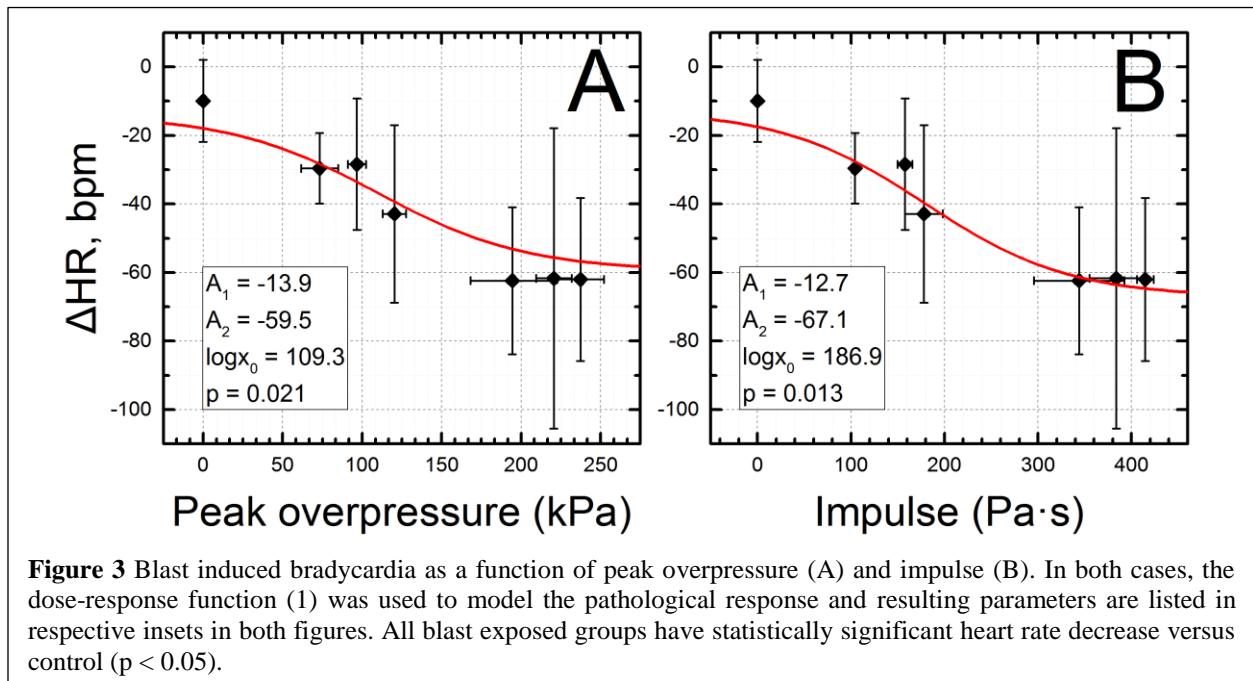 A
B
ΔHR, bpm
0
-20
-40
-60
-80
-100
A1 = -13.9
A2 = -59.5
logx0 = 109.3
p = 0.021
0 50 100 150 200 250
Peak overpressure (kPa)
0
-20
-40
-60
-80
-100
A1 = -12.7
A2 = -67.1
logx0 = 186.9
p = 0.013
0 100 200 300 400
Impulse (Pa·s)
Figure 3 Blast induced bradycardia as a function of peak overpressure (A) and impulse (B). In both cases, the
dose-response function (1) was used to model the pathological response and resulting parameters are listed in
respective insets in both figures. All blast exposed groups have statistically significant heart rate decrease versus
control (p < 0.05).